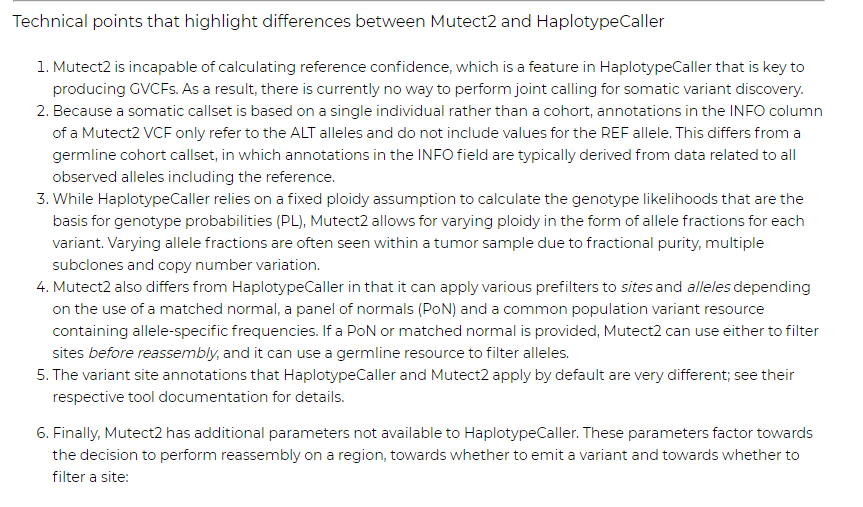 Technical points that highlight differences between Mutect2 and HaplotypeCaller
1. Mutect2 is incapable of calculating reference confidence, which is a feature in HaplotypeCaller that is key to
producing GVCFs. As a result, there is currently no way to perform joint calling for somatic variant discovery.
2. Because a somatic callset is based on a single individual rather than a cohort, annotations in the INFO column
of a Mutect2 VCF only refer to the ALT alleles and do not include values for the REF allele. This differs from a
germline cohort callset, in which annotations in the INFO field are typically derived from data related to all
observed alleles including the reference.
3. While HaplotypeCaller relies on a fixed ploidy assumption to calculate the genotype likelihoods that are the
basis for genotype probabilities (PL), Mutect2 allows for varying ploidy in the form of allele fractions for each
variant. Varying allele fractions are often seen within a tumor sample due to fractional purity, multiple
subclones and copy number variation.
4. Mutect2 also differs from HaplotypeCaller in that it can apply various prefilters to sites and alleles depending
on the use of a matched normal, a panel of normals (PoN) and a common population variant resource
containing allele-specific frequencies. If a PoN or matched normal is provided, Mutect2 can use either to filter
sites before reassembly, and it can use a germline resource to filter alleles.
5. The variant site annotations that HaplotypeCaller and Mutect2 apply by default are very different; see their
respective tool documentation for details.
6. Finally, Mutect2 has additional parameters not available to HaplotypeCaller. These parameters factor towards
the decision to perform reassembly on a region, towards whether to emit a variant and towards whether to
filter a site: